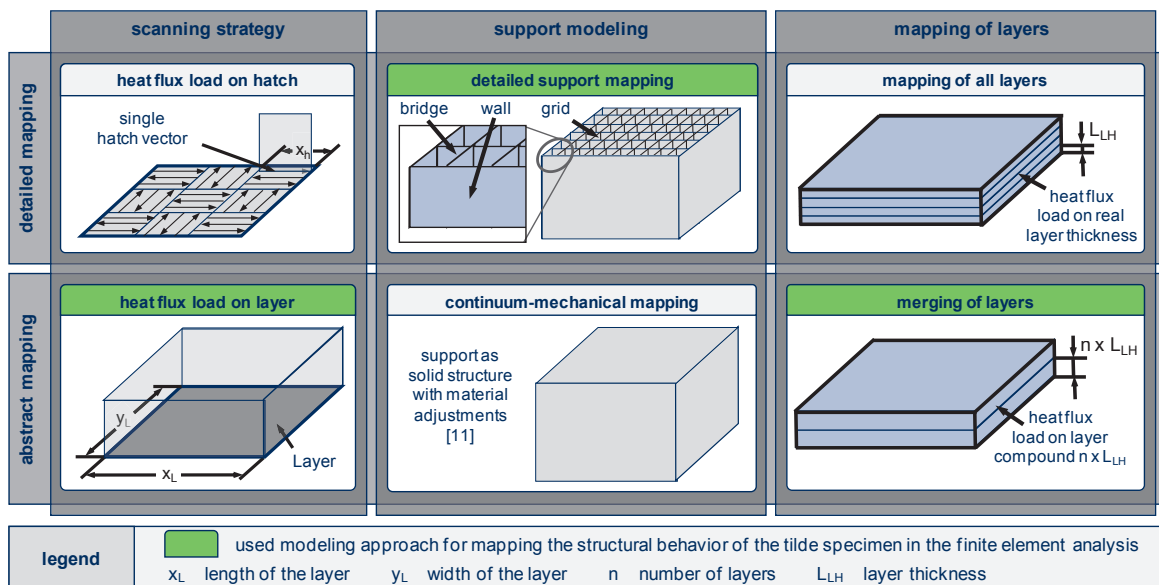 scanning strategy
support modeling
mapping of layers
detailed mapping
heat flux load on hatch
single
hatch vector
xh
detailed support mapping
bridge
wall
grid
mapping of all layers
LLH
heat flux
load on real
layer thickness
abstract mapping
heat flux load on layer
yL
xL
Layer
continuum-mechanical mapping
support as
solid structure
with material
adjustments
[11]
merging of layers
n x LLH
heat flux
load on layer
compound n x LLH
legend
used modeling approach for mapping the structural behavior of the tilde specimen in the finite element analysis
xL length of the layer yL width of the layer n number of layers LLH layer thickness